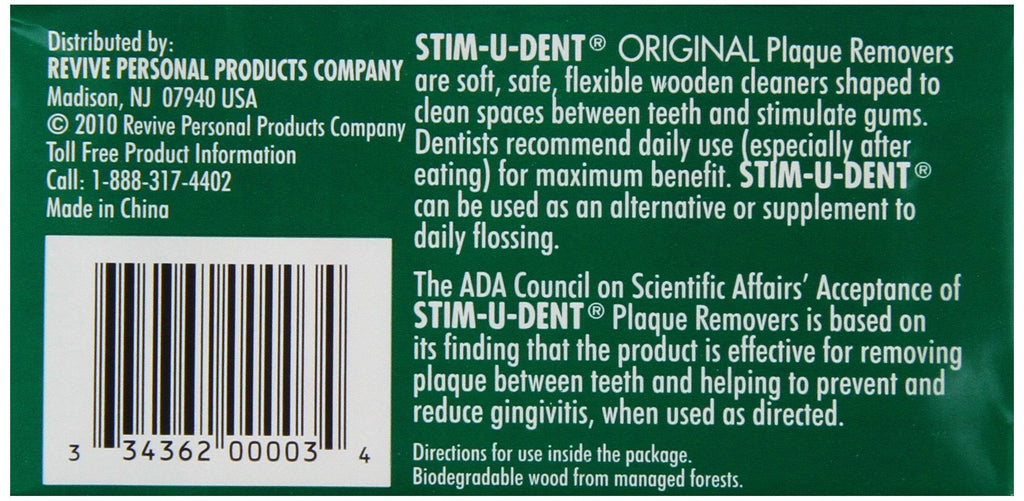 Distributed by:
REVIVE PERSONAL PRODUCTS COMPANY
Madison, NJ 07940 USA
© 2010 Revive Personal Products Company
Toll Free Product Information
Call: 1-888-317-4402
Made in China
3 34362 00003 4
STIM-U-DENT® ORIGINAL Plaque Removers
are soft, safe, flexible wooden cleaners shaped to
clean spaces between teeth and stimulate gums.
Dentists recommend daily use (especially after
eating) for maximum benefit. STIM-U-DENT®
can be used as an alternative or supplement to
daily flossing.
The ADA Council on Scientific Affairs' Acceptance of
STIM-U-DENT® Plaque Removers is based on
its finding that the product is effective for removing
plaque between teeth and helping to prevent and
reduce gingivitis, when used as directed.
Directions for use inside the package.
Biodegradable wood from managed forests.